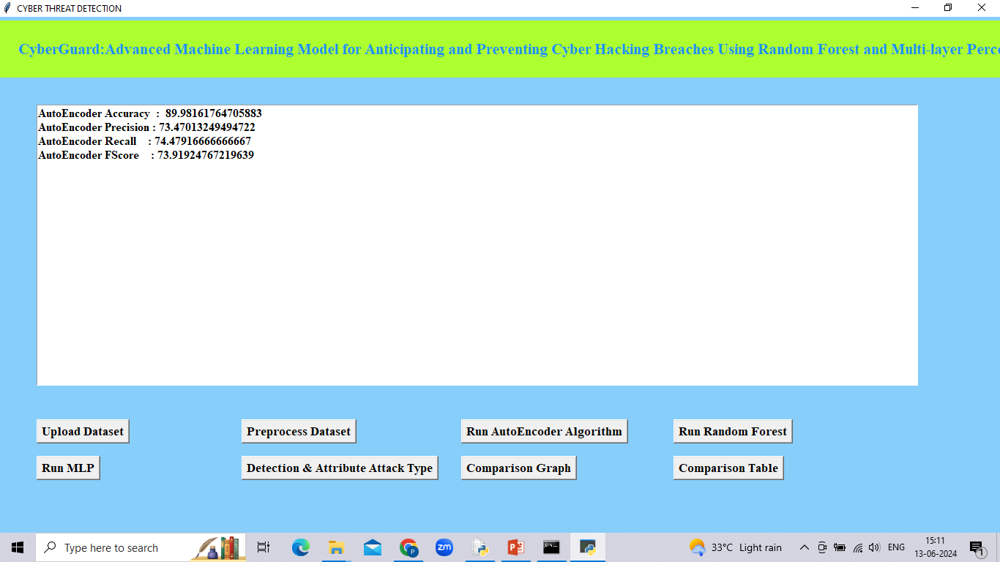 CYBER THREAT DETECTION
CyberGuard:Advanced Machine Learning Model for Anticipating and Preventing Cyber Hacking Breaches Using Random Forest and Multi-layer Perce
AutoEncoder Accuracy : 89.98161764705883
AutoEncoder Precision : 73.47013249494722
AutoEncoder Recall : 74.47916666666667
AutoEncoder FScore : 73.91924767219639
Upload Dataset Preprocess Dataset Run AutoEncoder Algorithm Run Random Forest
Run MLP Detection & Attribute Attack Type Comparison Graph Comparison Table
Type here to search zm P 33°C Light rain ENG 15:11
13-06-2024 1